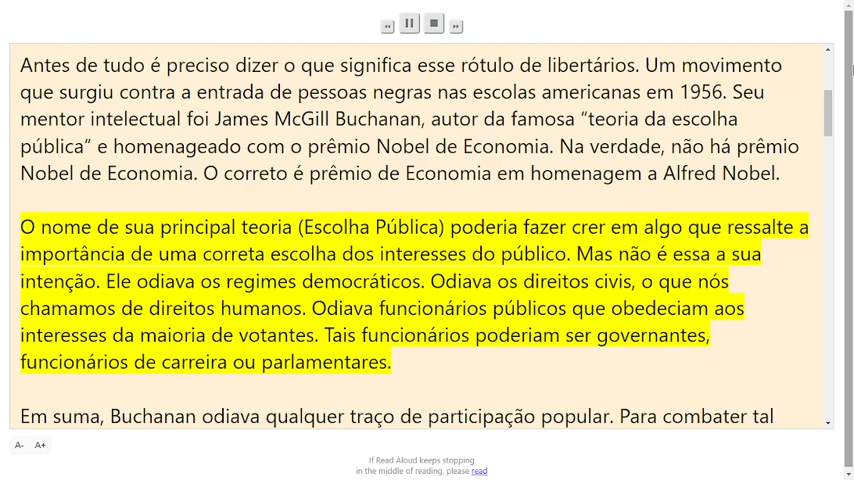 Antes de tudo é preciso dizer o que significa esse rótulo de libertários. Um movimento
que surgiu contra a entrada de pessoas negras nas escolas americanas em 1956. Seu
mentor intelectual foi James McGill Buchanan, autor da famosa “teoria da escolha
pública” e homenageado com o prêmio Nobel de Economia. Na verdade, não há prêmio
Nobel de Economia. O correto é prêmio de Economia em homenagem a Alfred Nobel.
O nome de sua principal teoria (Escolha Pública) poderia fazer crer em algo que ressalte a
importância de uma correta escolha dos interesses do público. Mas não é essa a sua
intenção. Ele odiava os regimes democráticos. Odiava os direitos civis, o que nós
chamamos de direitos humanos. Odiava funcionários públicos que obedeciam aos
interesses da maioria de votantes. Tais funcionários poderiam ser governantes,
funcionários de carreira ou parlamentares.
Em suma, Buchanan odiava qualquer traço de participação popular. Para combater tal
A- A+
If Read Aloud keeps stopping
in the middle of reading, please read